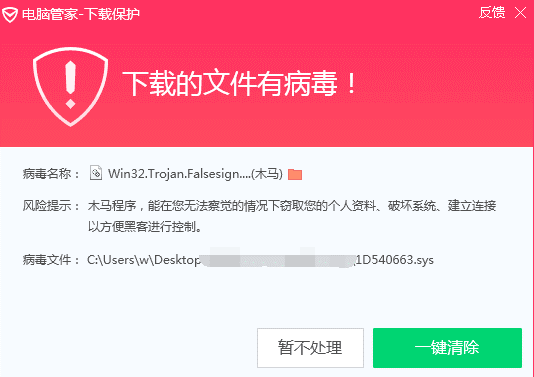 电脑管家-下载保护
反馈
下载的文件有病毒！
病毒名称： Win32.Trojan.Falsesign....(木马)
风险提示： 木马程序，能在您无法察觉的情况下窃取您的个人资料、破坏系统、建立连接
以方便黑客进行控制。
病毒文件： C:\Users\w\Desktop 1D540663.sys
暂不处理
一键清除